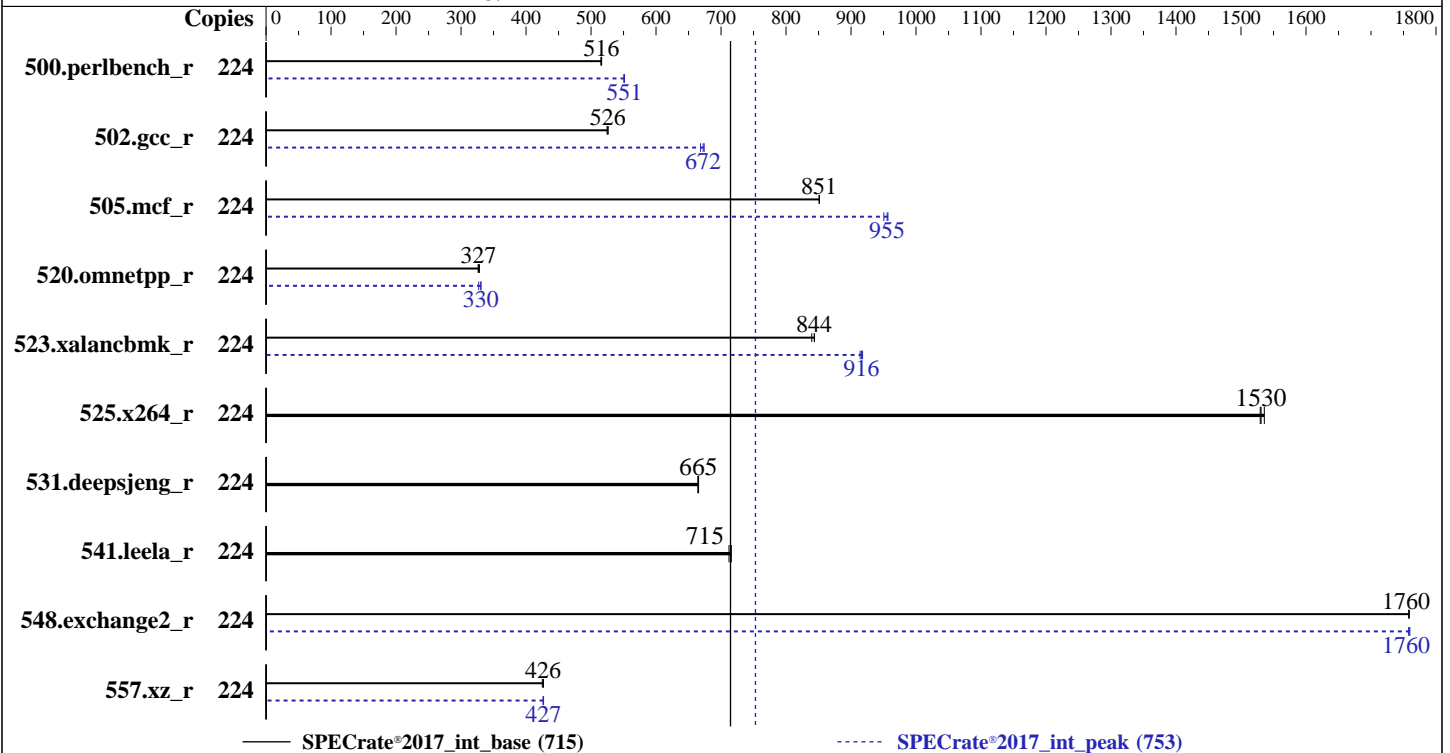 Copies 0 100 200 300 400 500 600 700 800 900 1000 1100 1200 1300 1400 1500 1600 1800
516
500.perlbench_r 224
551
526
502.gcc_r 224
672
851
505.mcf_r 224
955
327
520.omnetpp_r 224
330
844
523.xalancbmk_r 224
916
1530
525.x264_r 224
665
531.deepsjeng_r 224
715
541.leela_r 224
1760
548.exchange2_r 224
1760
426
557.xz_r 224
427
SPECrate®2017_int_base (715) SPECrate®2017_int_peak (753)